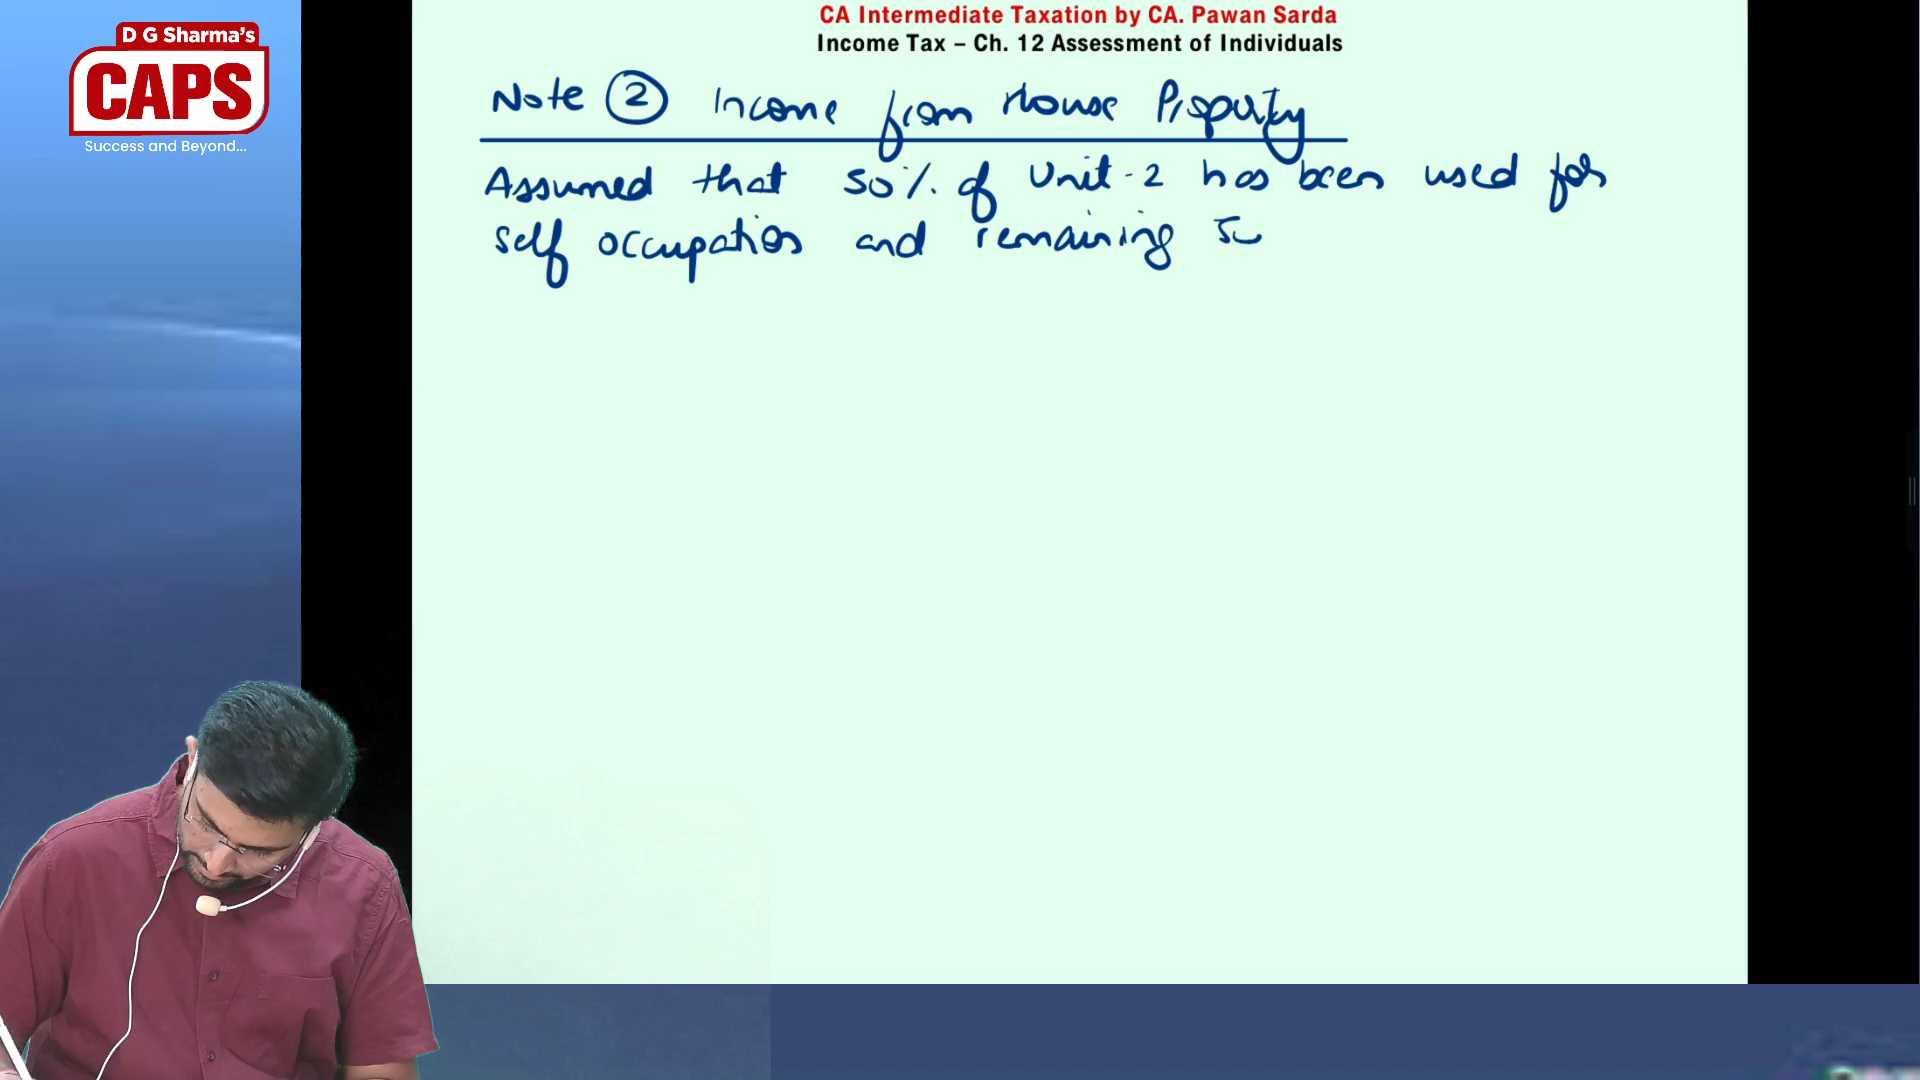 D G Sharma's
CAPS
Success and Beyond...
CA Intermediate Taxation by CA. Pawan Sarda
Income Tax – Ch. 12 Assessment of Individuals
Note 2 Income from House Property
Assumed that 50% of Unit-2 has been used for
self occupation and remaining 50